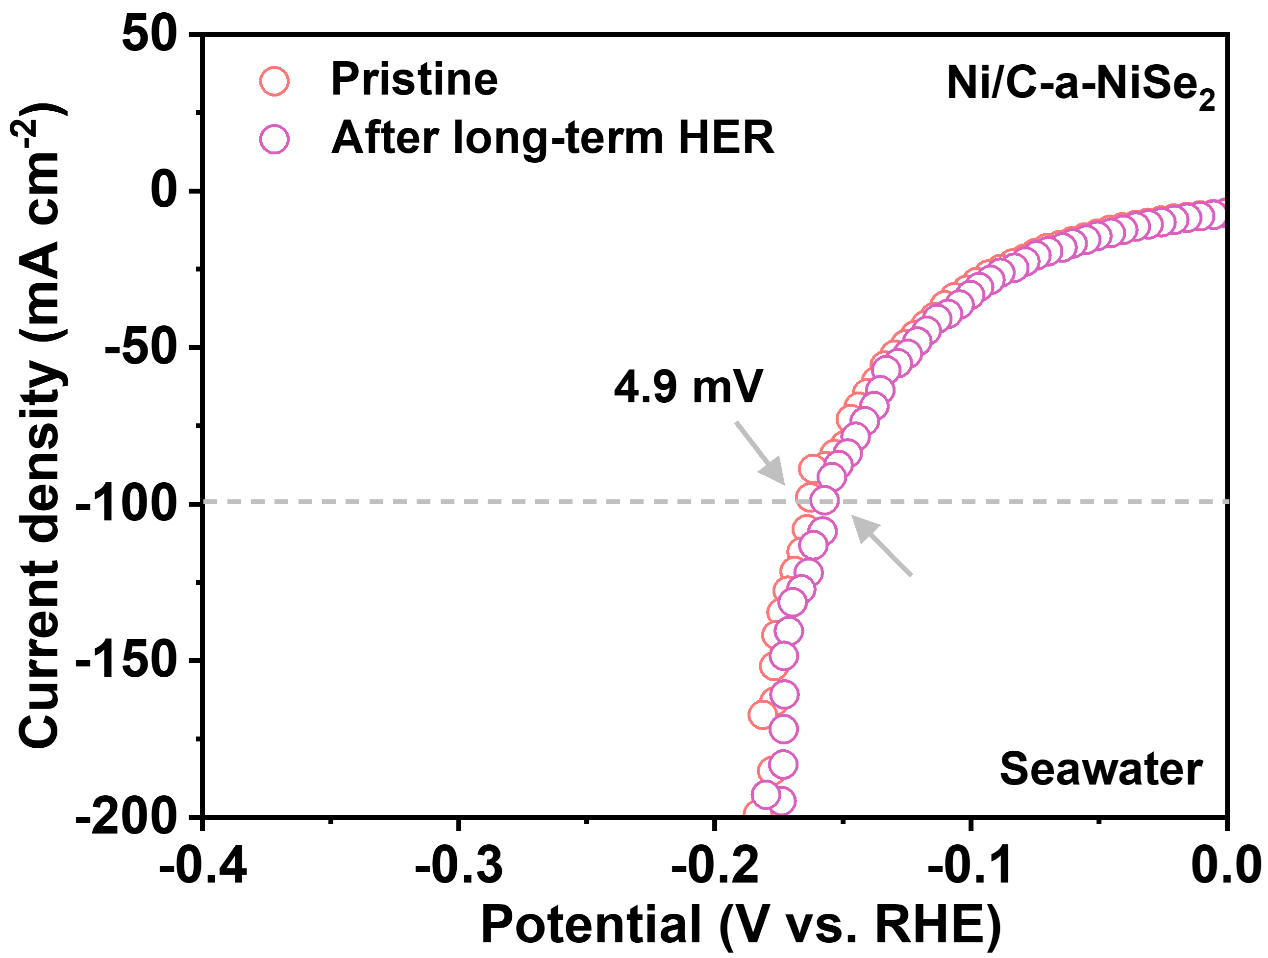 50
0
-50
-100
-150
-200
Current density (mA cm-2)
Pristine
After long-term HER
Ni/C-a-NiSe2
4.9 mV
Seawater
-0.4 -0.3 -0.2 -0.1 0.0
Potential (V vs. RHE)